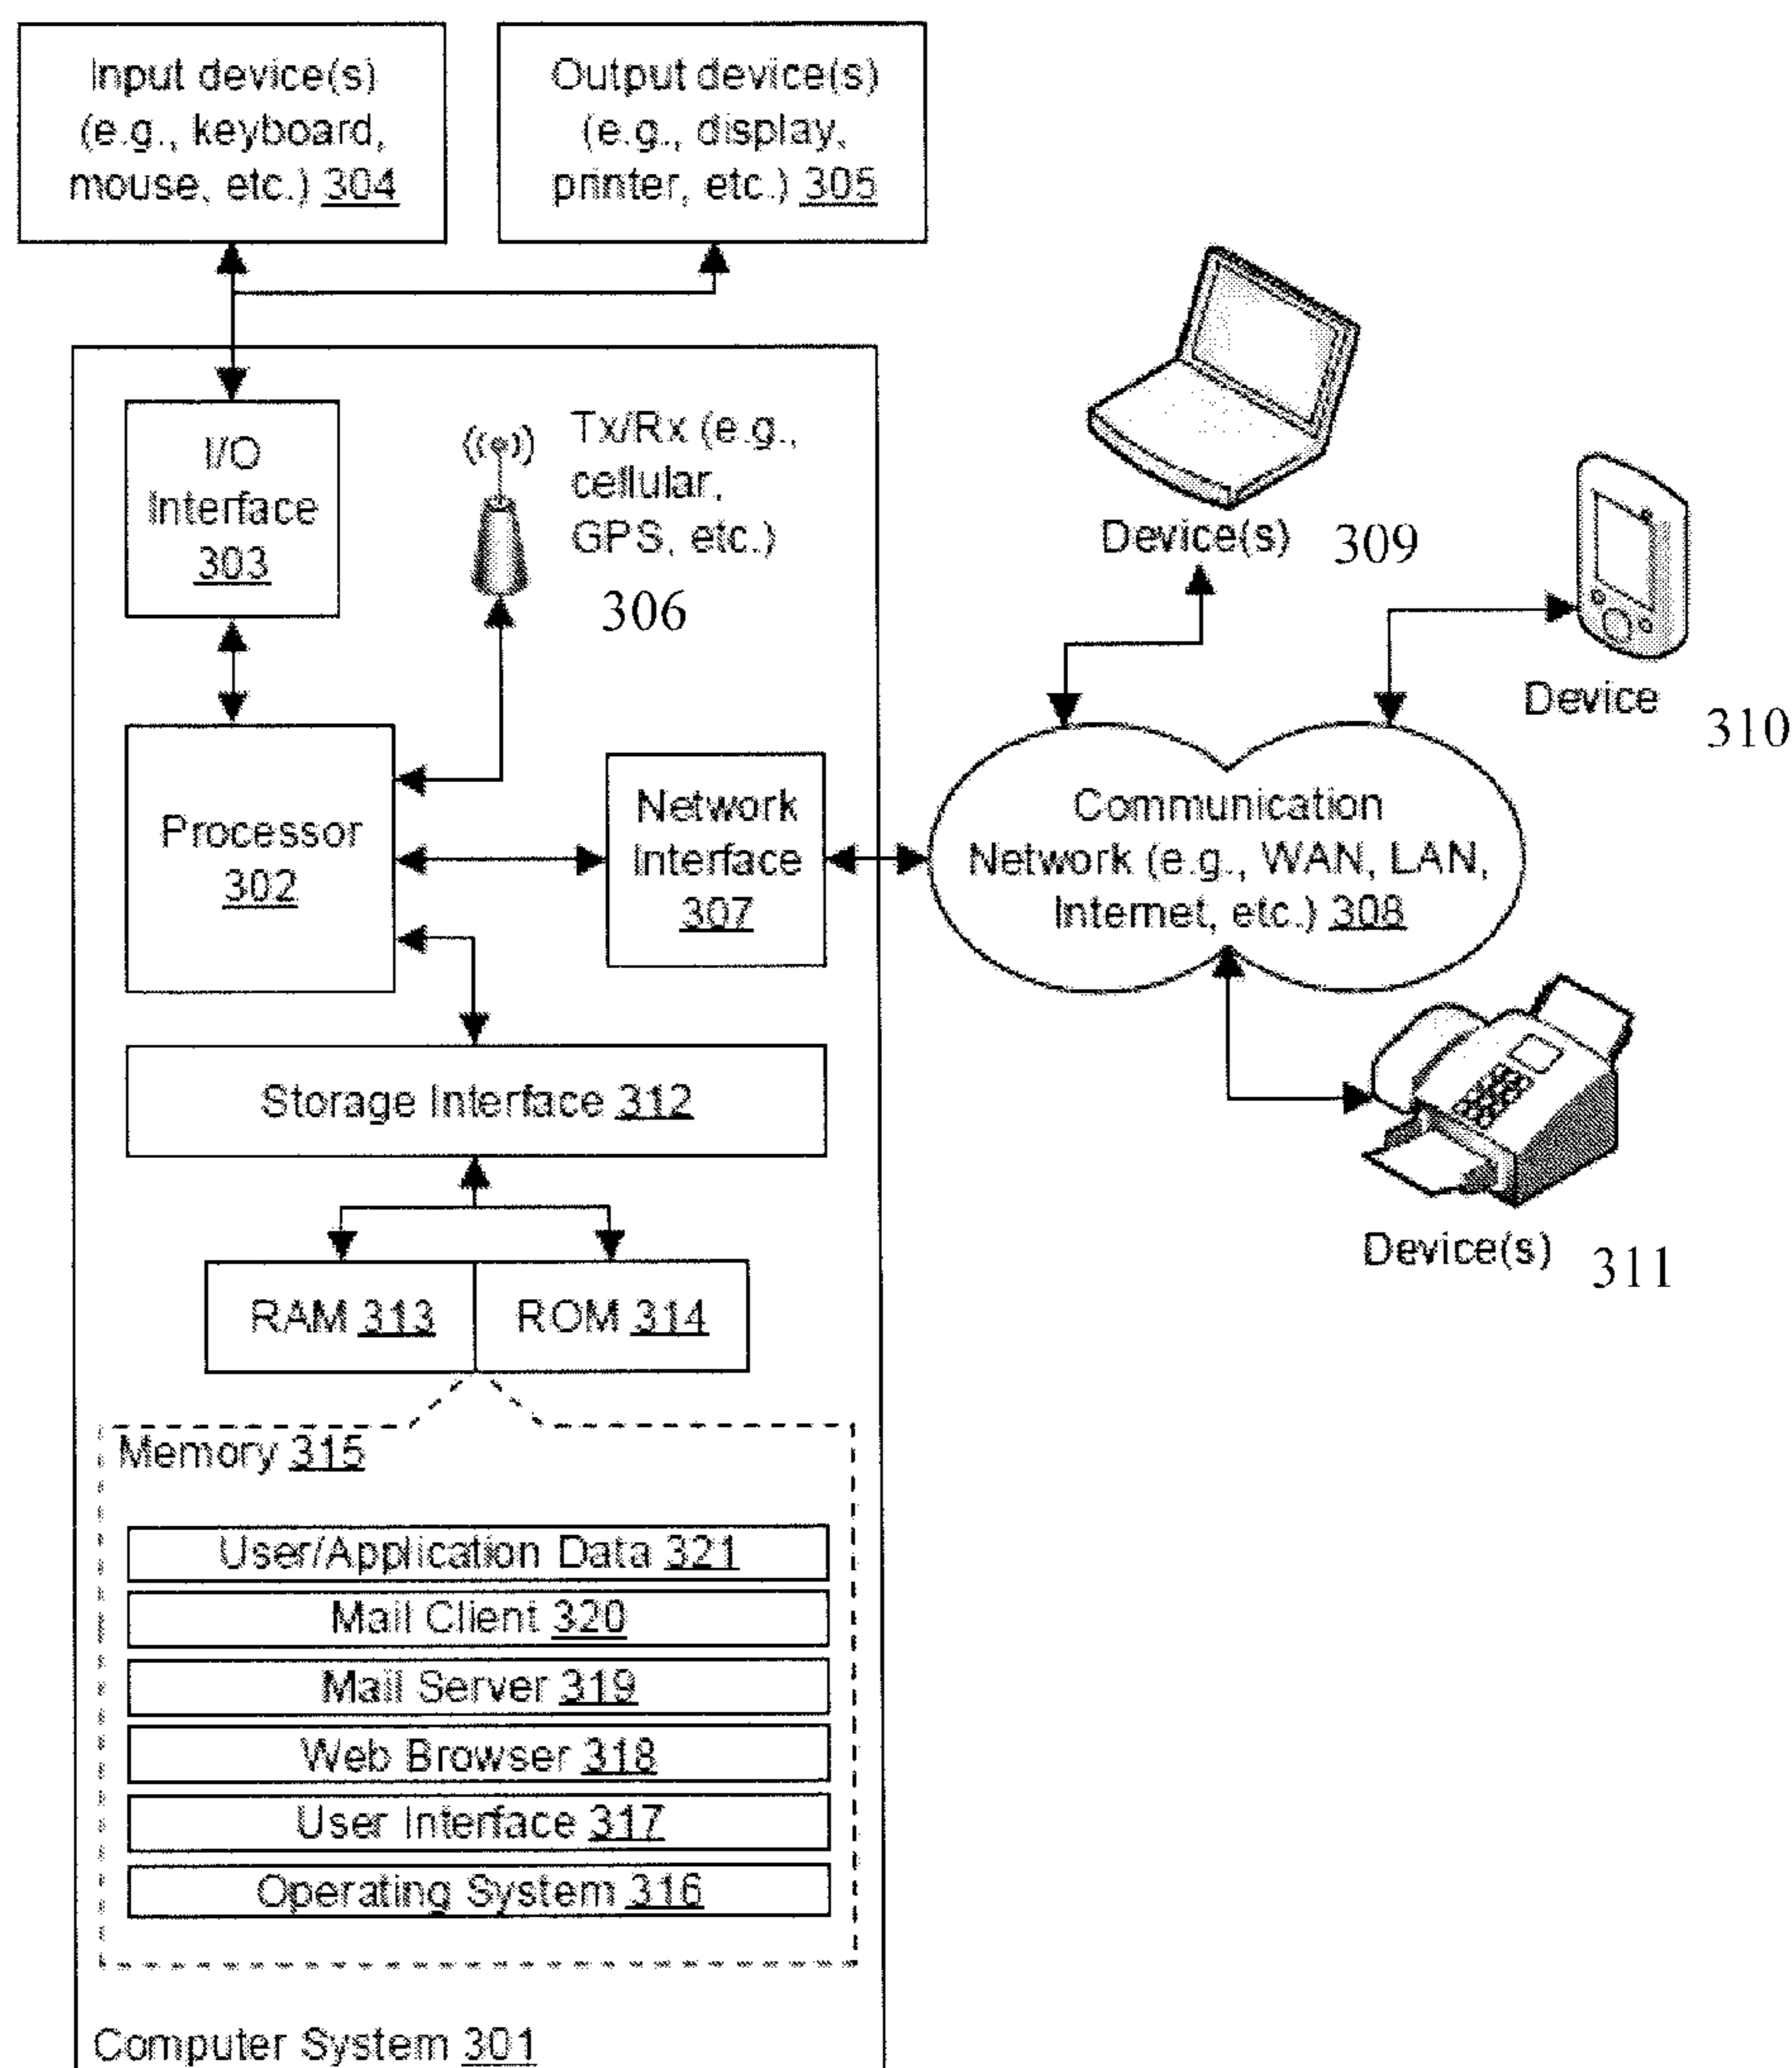 Input device(s)
(e.g., keyboard,
mouse, etc.) 304
Output device(s)
(e.g., display,
printer, etc.) 305
I/O
Interface
303
Tx/Rx (e.g.,
cellular,
GPS, etc.)
306
Device(s) 309
Device 310
Processor
302
Network
Interface
307
Communication
Network (e.g., WAN, LAN,
Internet, etc.) 308
Storage Interface 312
Device(s) 311
RAM 313
ROM 314
Memory 315
User/Application Data 321
Mail Client 320
Mail Server 319
Web Browser 318
User Interface 317
Operating System 316
Computer System 301